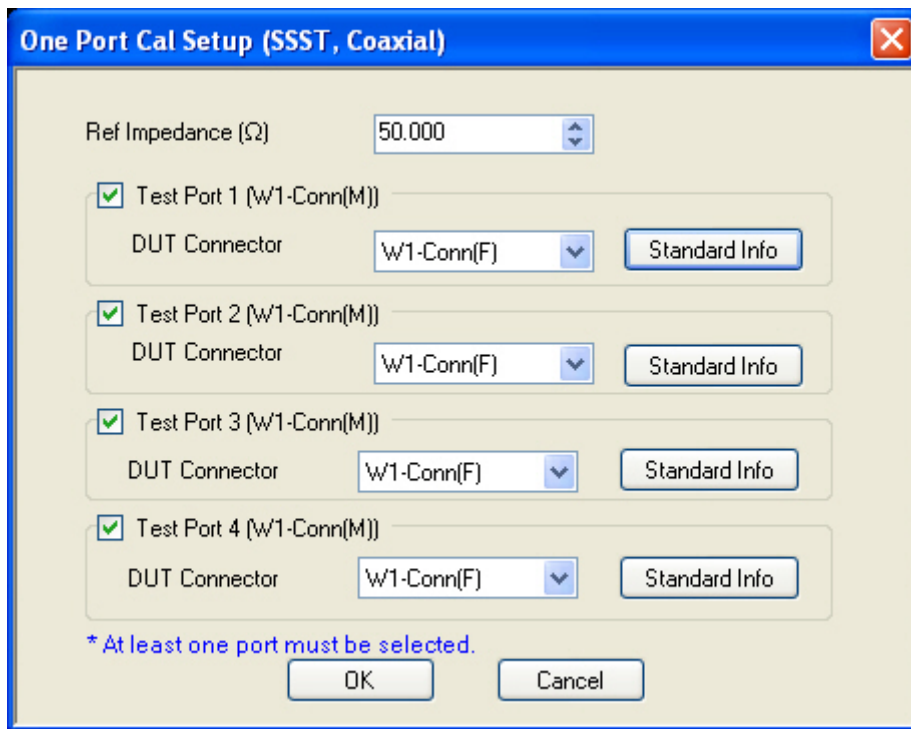 One Port Cal Setup (SSST, Coaxial)
Ref Impedance (Ω) 50.000
Test Port 1 (W1-Conn(M))
DUT Connector W1-Conn(F) Standard Info
Test Port 2 (W1-Conn(M))
DUT Connector W1-Conn(F) Standard Info
Test Port 3 (W1-Conn(M))
DUT Connector W1-Conn(F) Standard Info
Test Port 4 (W1-Conn(M))
DUT Connector W1-Conn(F) Standard Info
* At least one port must be selected.
OK Cancel